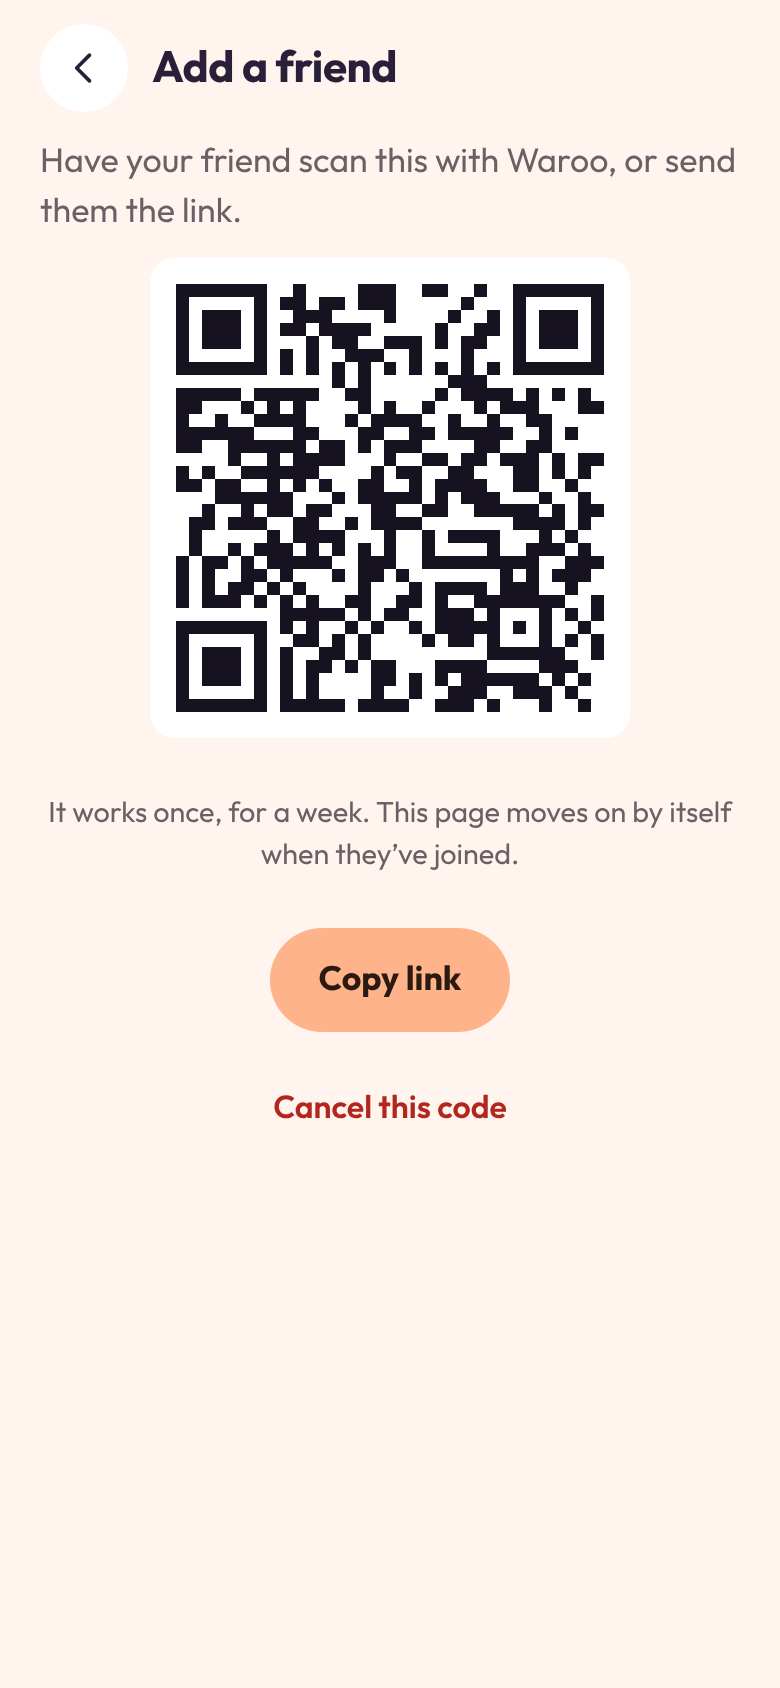 Add a friend
Have your friend scan this with Waroo, or send
them the link.
It works once, for a week. This page moves on by itself
when they’ve joined.
Copy link
Cancel this code